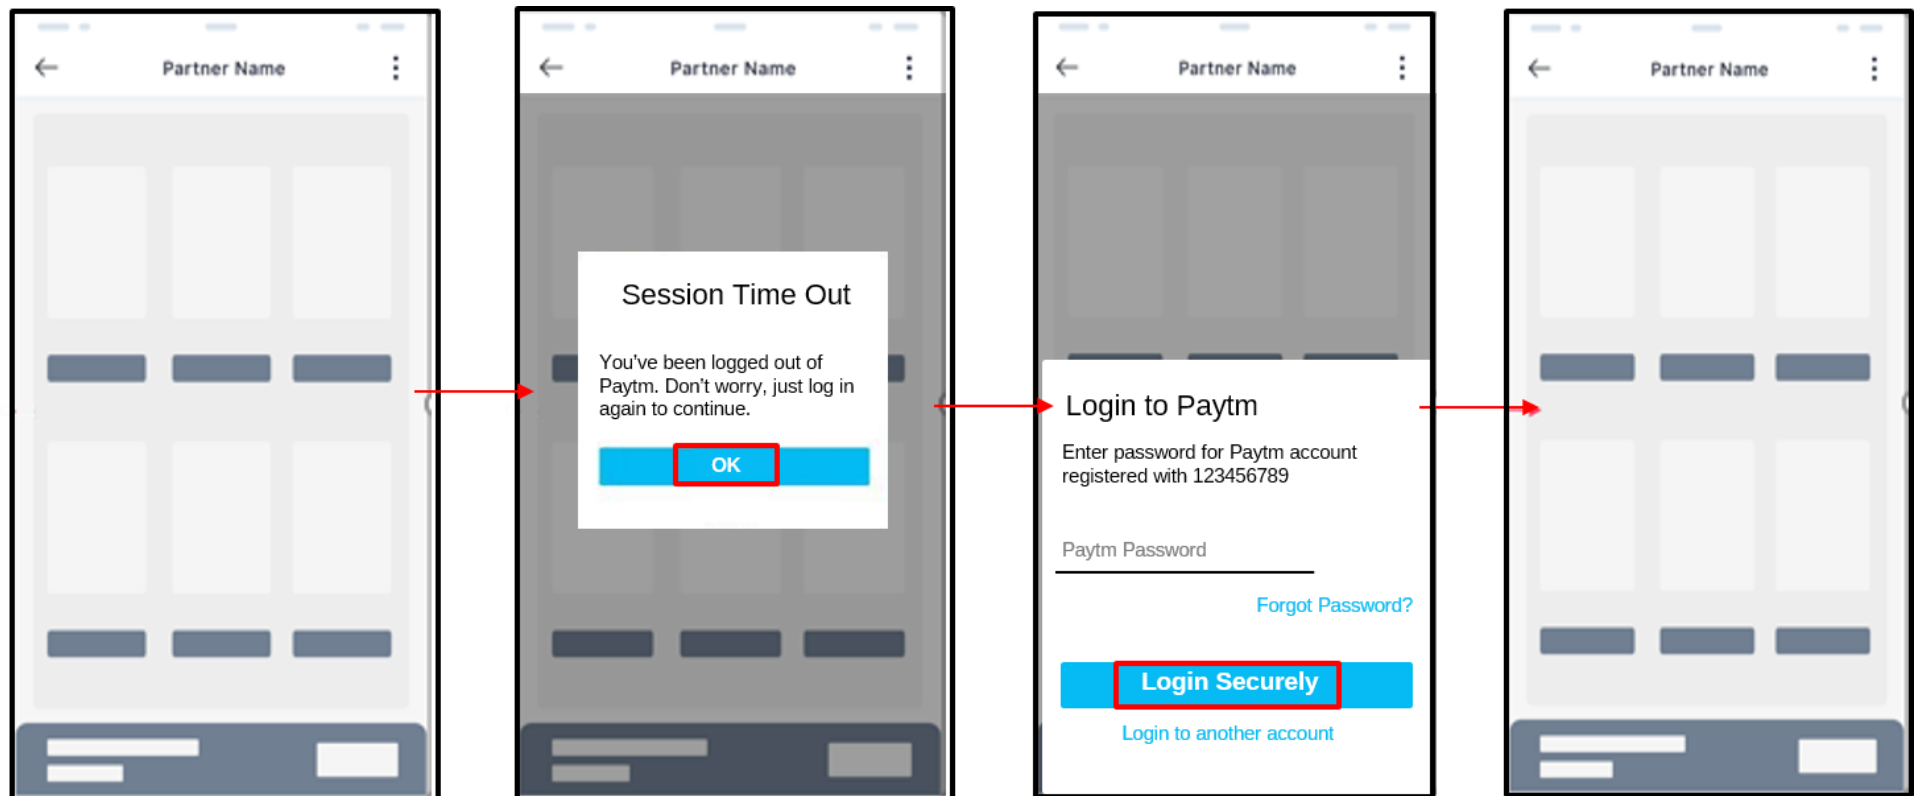 Partner Name
Partner Name
Session Time Out
You've been logged out of
Paytm. Don't worry, just log in
again to continue.
OK
Partner Name
Login to Paytm
Enter password for Paytm account
registered with 123456789
Paytm Password
Forgot Password?
Login Securely
Login to another account
Partner Name